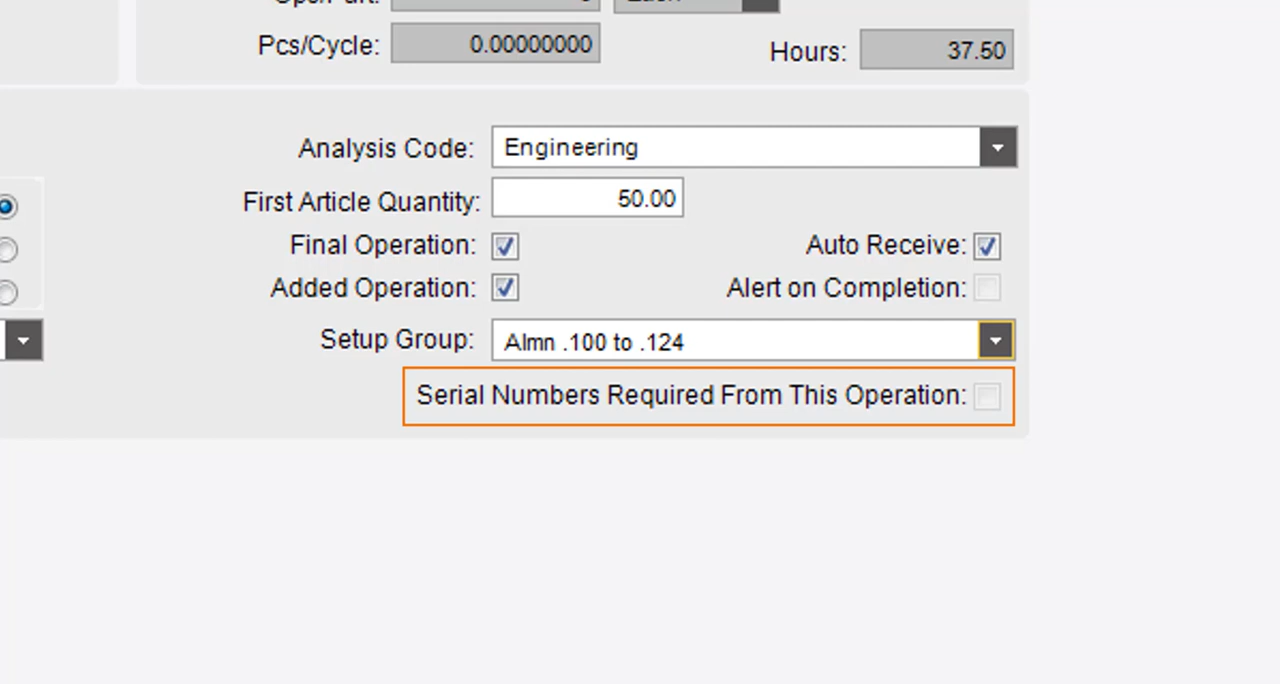 Pcs/Cycle: 0.00000000
Hours: 37.50
Analysis Code: Engineering
First Article Quantity: 50.00
Final Operation: Auto Receive:
Added Operation: Alert on Completion:
Setup Group: Almn .100 to .124
Serial Numbers Required From This Operation: